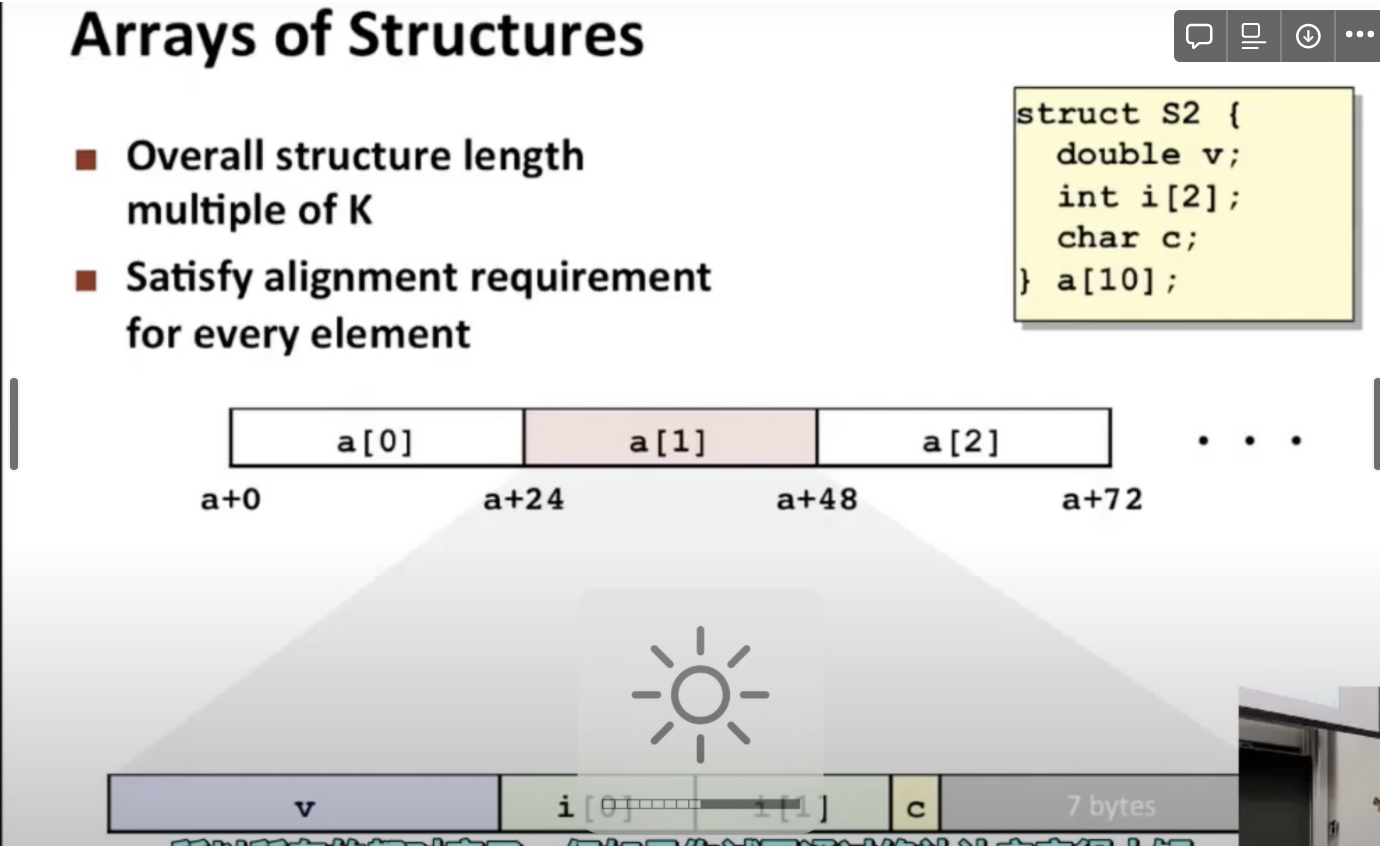 Arrays of Structures
Overall structure length
multiple of K
Satisfy alignment requirement
for every element
struct S2 {
double v;
int i[2];
char c;
} a[10];
a[0]
a[1]
a[2]
• • •
a+0
a+24
a+48
a+72
v
i[0]
i[1]
c
7 bytes